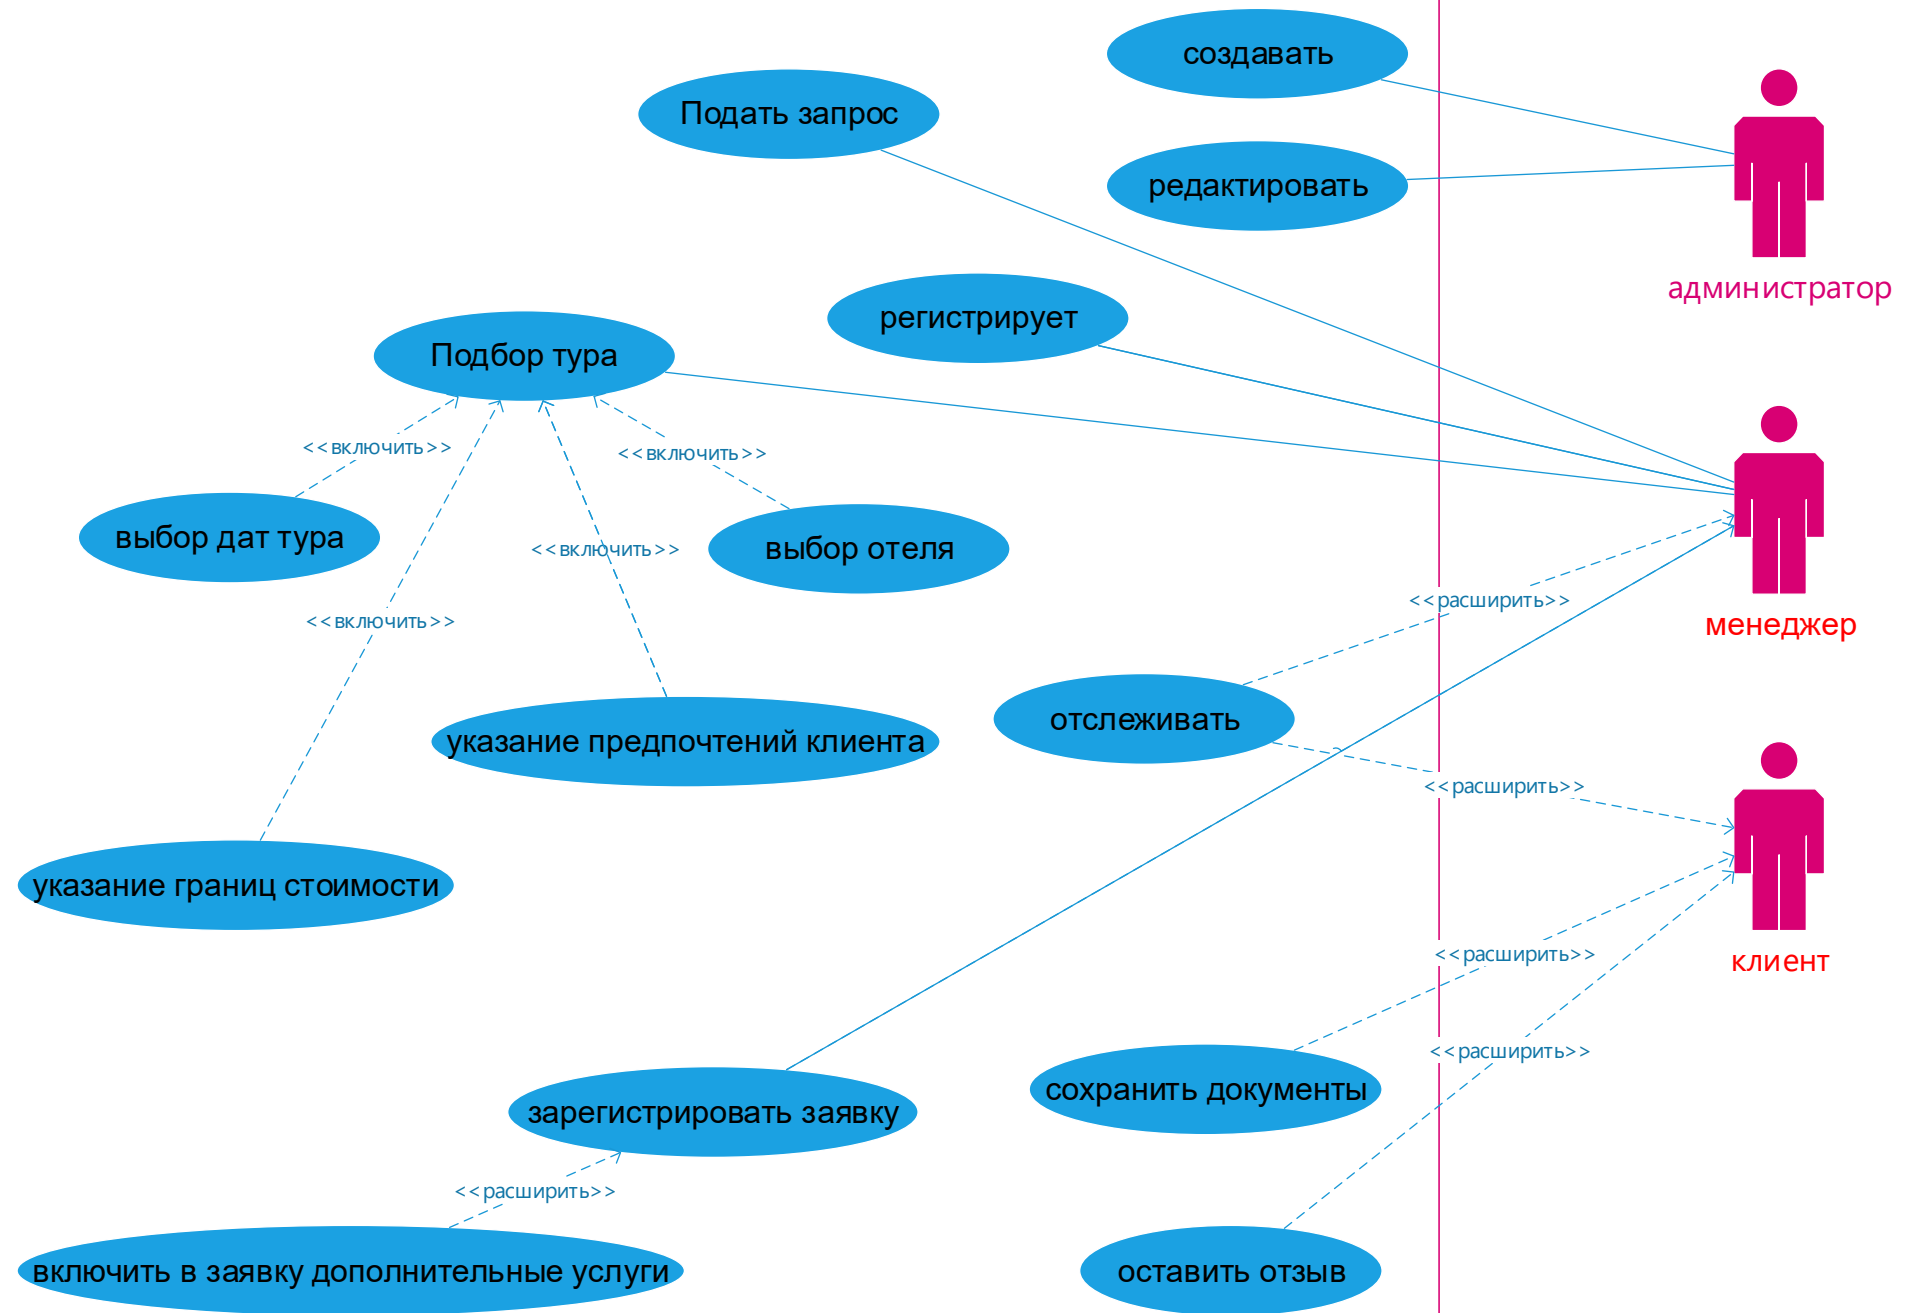 создавать
Подать запрос
редактировать
администратор
регистрирует
Подбор тура
<<включить>>
<<включить>>
выбор дат тура
<<включить>>
выбор отеля
<<расширить>>
<<включить>>
менеджер
отслеживать
указание предпочтений клиента
<<расширить>>
указание границ стоимости
<<расширить>>
клиент
<<расширить>>
сохранить документы
зарегистрировать заявку
<<расширить>>
включить в заявку дополнительные услуги
оставить отзыв